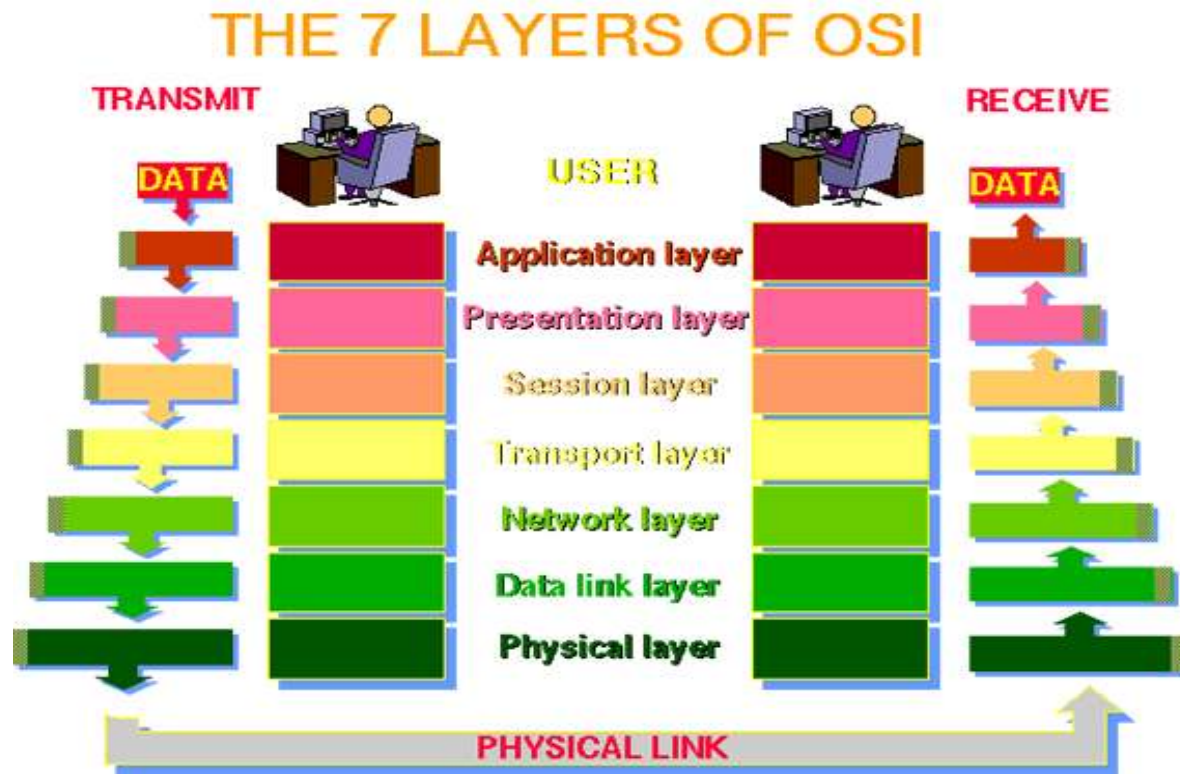 THE 7 LAYERS OF OSI
TRANSMIT
RECEIVE
DATA
USER
DATA
Application layer
Presentation layer
Session layer
Transport layer
Network layer
Data link layer
Physical layer
PHYSICAL LINK